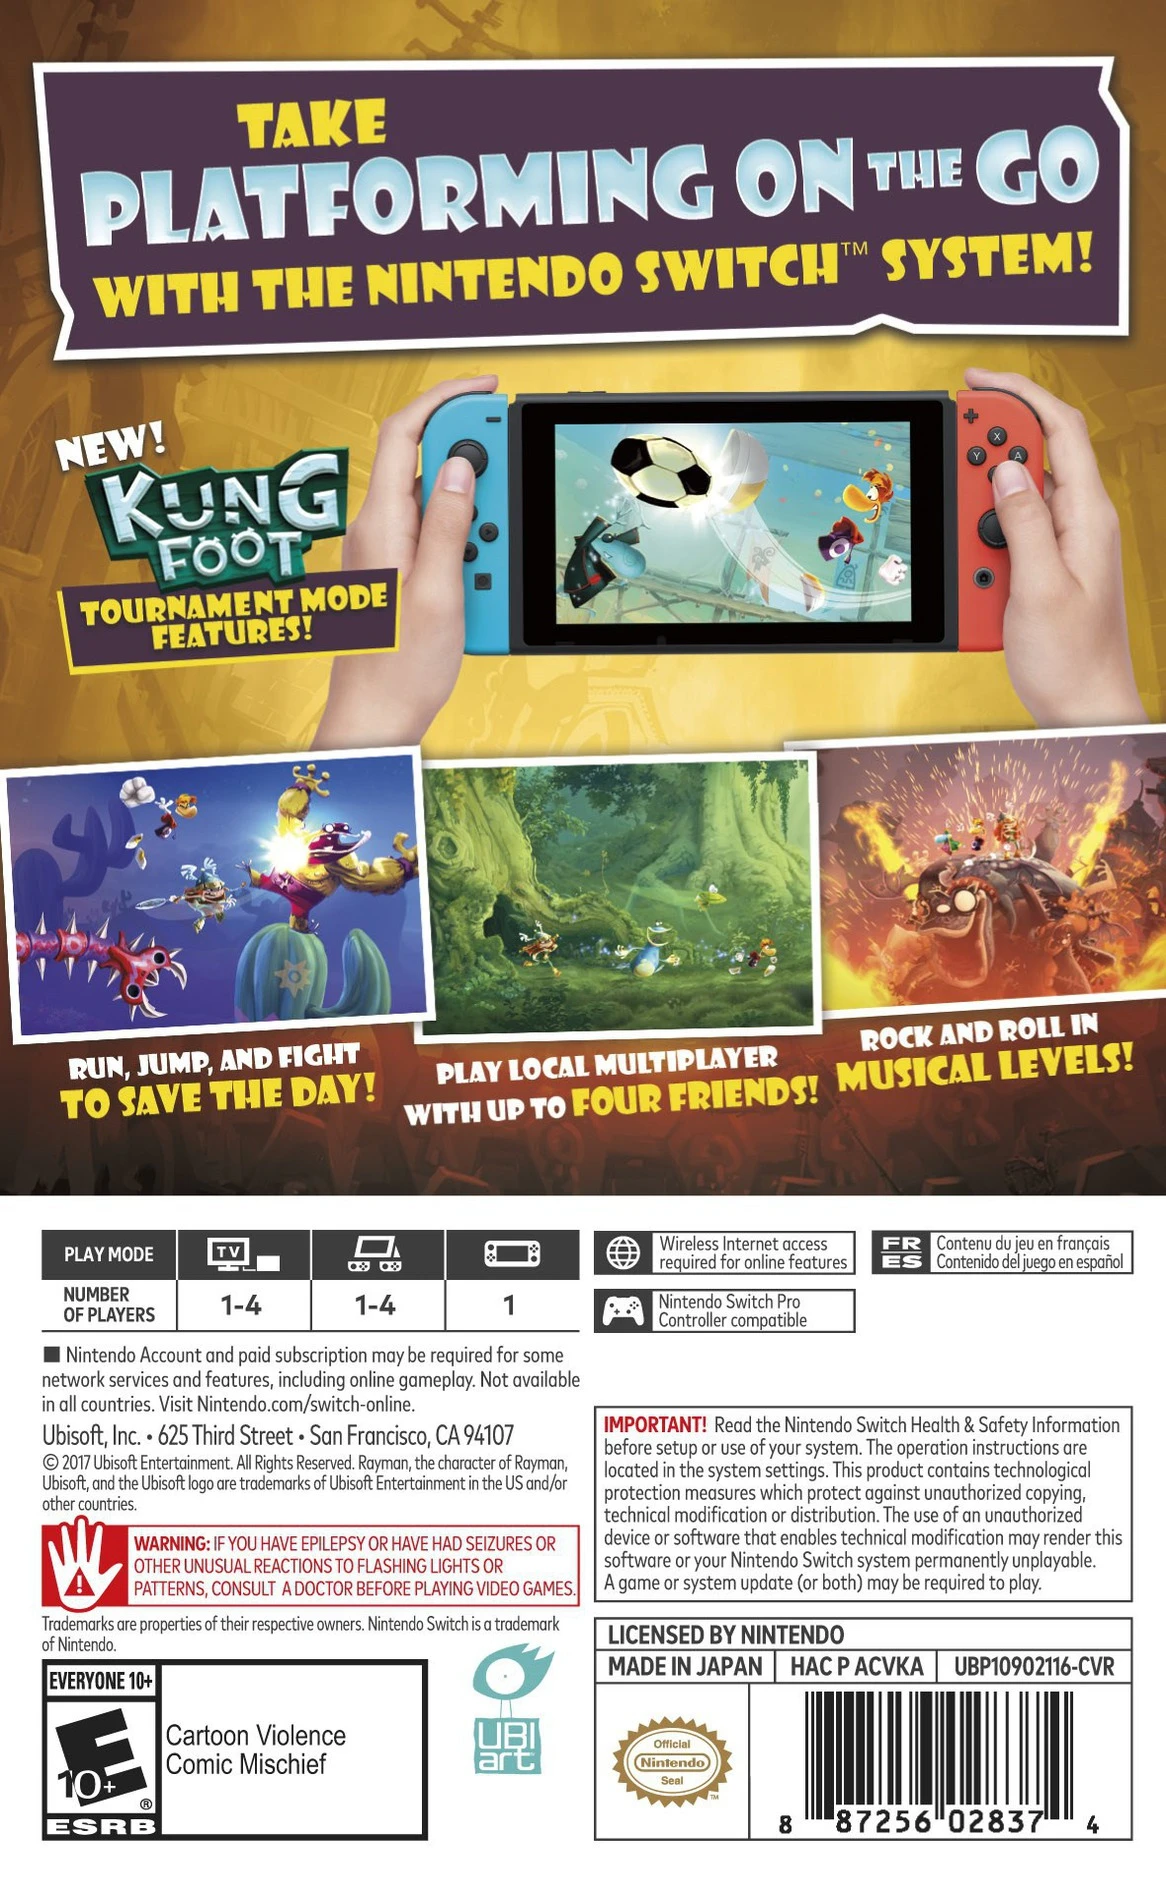 TAKE
PLATFORMING ON THE GO
WITH THE NINTENDO SWITCH™ SYSTEM!
NEW!
KUNG
FOOT
TOURNAMENT MODE
FEATURES!
X
Y A
RUN, JUMP, AND FIGHT
TO SAVE THE DAY!
PLAY LOCAL MULTIPLAYER
WITH UP TO FOUR FRIENDS!
ROCK AND ROLL IN
MUSICAL LEVELS!
PLAY MODE TV
NUMBER
OF PLAYERS
1-4 1-4 1
Wireless Internet access
required for online features
FR
ES
Contenu du jeu en français
Contenido del juego en español
Nintendo Switch Pro
Controller compatible
■ Nintendo Account and paid subscription may be required for some
network services and features, including online gameplay. Not available
in all countries. Visit Nintendo.com/switch-online.
Ubisoft, Inc. • 625 Third Street • San Francisco, CA 94107
© 2017 Ubisoft Entertainment. All Rights Reserved. Rayman, the character of Rayman,
Ubisoft, and the Ubisoft logo are trademarks of Ubisoft Entertainment in the US and/or
other countries.
WARNING: IF YOU HAVE EPILEPSY OR HAVE HAD SEIZURES OR
OTHER UNUSUAL REACTIONS TO FLASHING LIGHTS OR
PATTERNS, CONSULT A DOCTOR BEFORE PLAYING VIDEO GAMES.
Trademarks are properties of their respective owners. Nintendo Switch is a trademark
of Nintendo.
EVERYONE 10+
E
10+
®
ESRB
Cartoon Violence
Comic Mischief
UBI
art
IMPORTANT! Read the Nintendo Switch Health & Safety Information
before setup or use of your system. The operation instructions are
located in the system settings. This product contains technological
protection measures which protect against unauthorized copying,
technical modification or distribution. The use of an unauthorized
device or software that enables technical modification may render this
software or your Nintendo Switch system permanently unplayable.
A game or system update (or both) may be required to play.
LICENSED BY NINTENDO
MADE IN JAPAN HAC P ACVKA UBP10902116-CVR
Official
Nintendo
Seal
™
8 87256 02837 4